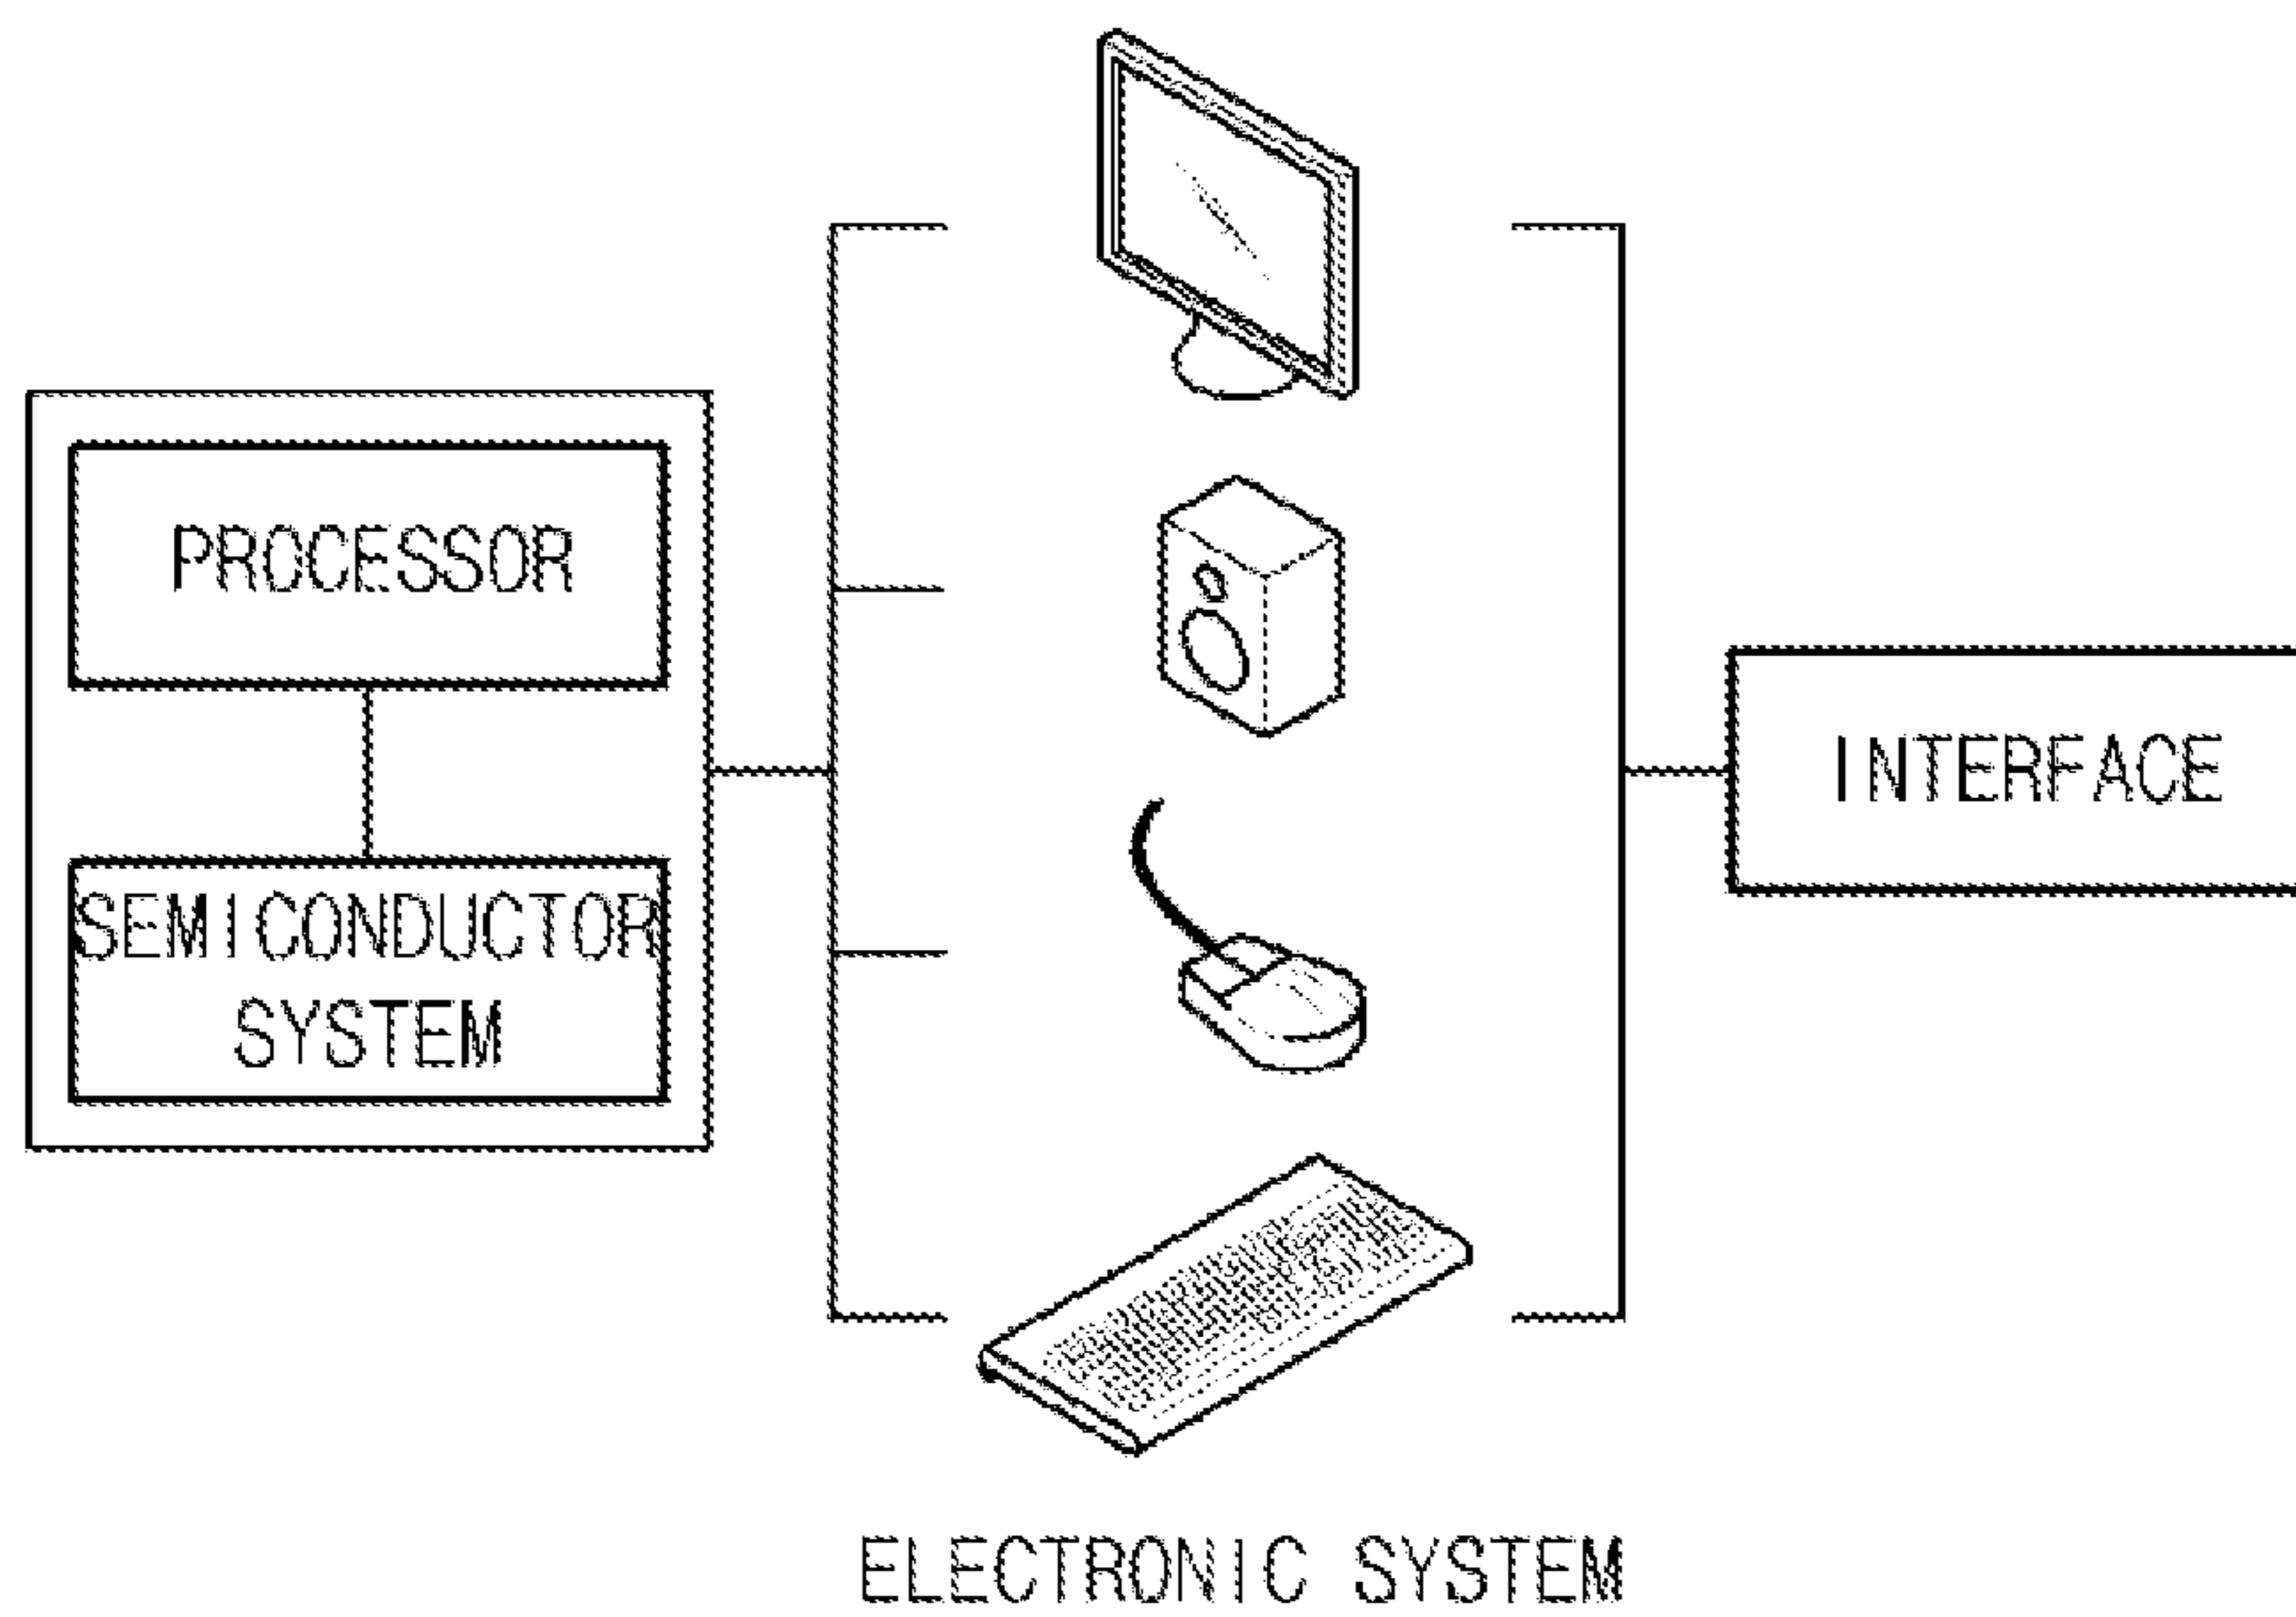 PROCESSOR
SEMICONDUCTOR
SYSTEM
INTERFACE
ELECTRONIC SYSTEM